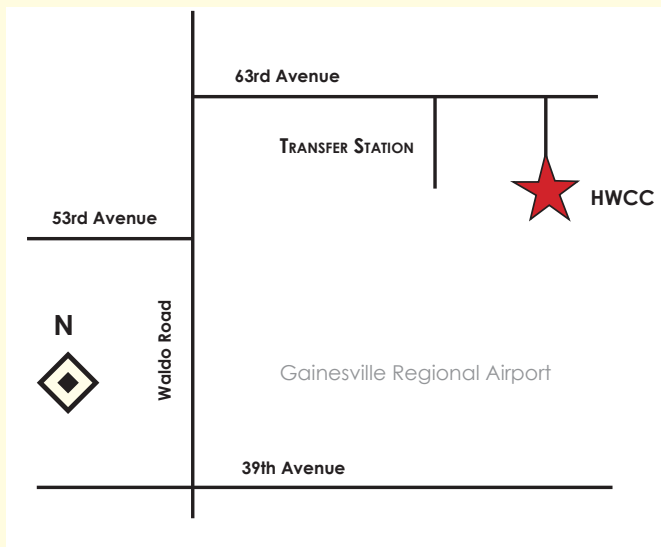 63rd Avenue
Transfer Station
HWCC
53rd Avenue
N
Waldo Road
Gainesville Regional Airport
39th Avenue